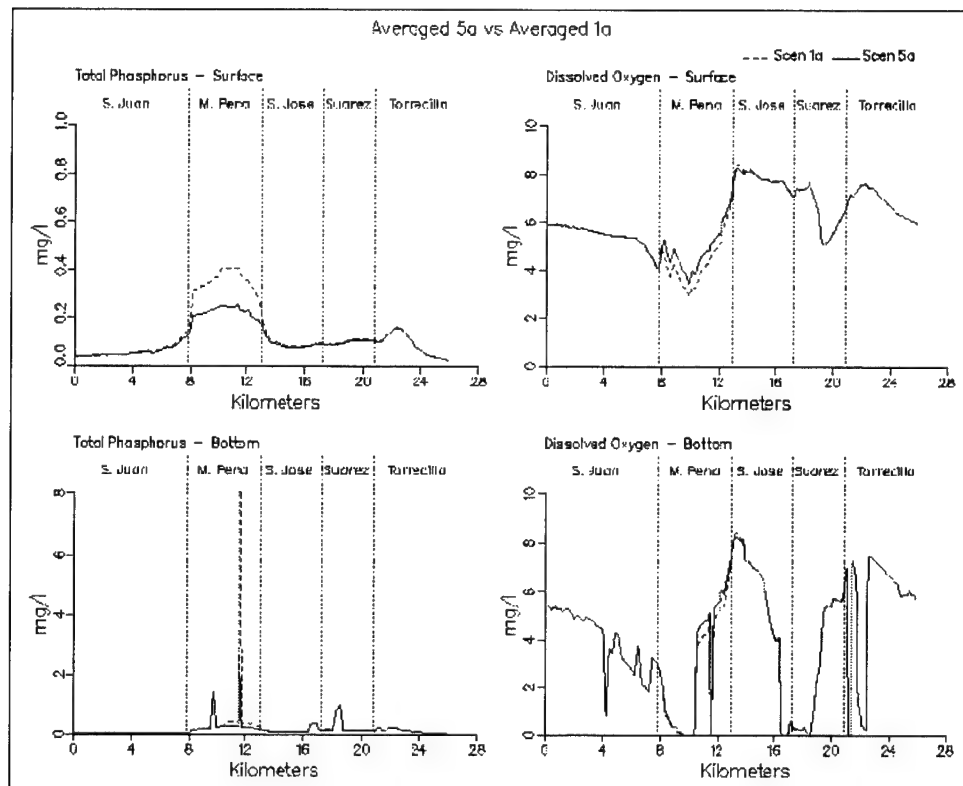 Averaged 5a vs Averaged 1a
Scen 1a Scen 5a
Total Phosphorus – Surface
S. Juan M. Pena S. Jose Suarez Torrecilla
mg/l
1.0
0.8
0.6
0.4
0.2
0.0
0 4 8 12 16 20 24 28
Kilometers
Dissolved Oxygen – Surface
S. Juan M. Pena S. Jose Suarez Torrecilla
mg/l
10
8
6
4
2
0
0 4 8 12 16 20 24 28
Kilometers
Total Phosphorus – Bottom
S. Juan M. Pena S. Jose Suarez Torrecilla
mg/l
8
6
4
2
0
0 4 8 12 16 20 24 28
Kilometers
Dissolved Oxygen – Bottom
S. Juan M. Pena S. Jose Suarez Torrecilla
mg/l
10
8
6
4
2
0
0 4 8 12 16 20 24 28
Kilometers